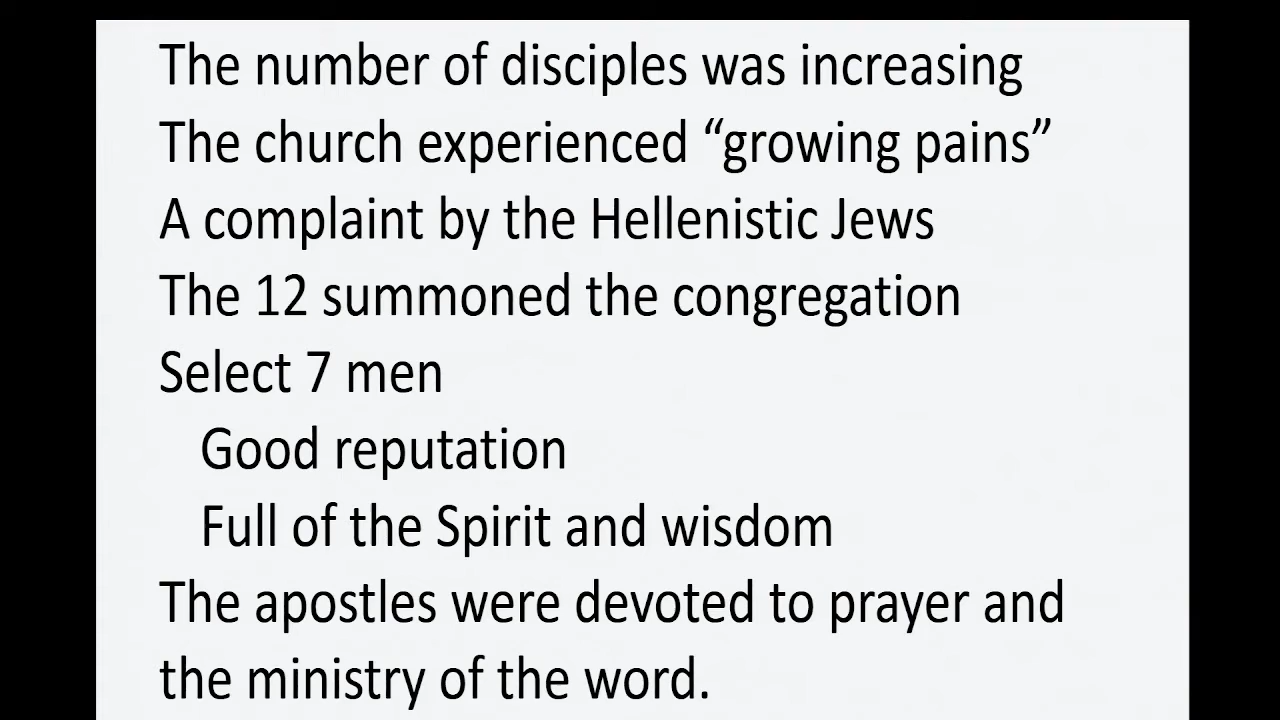 The number of disciples was increasing
The church experienced “growing pains”
A complaint by the Hellenistic Jews
The 12 summoned the congregation
Select 7 men
Good reputation
Full of the Spirit and wisdom
The apostles were devoted to prayer and
the ministry of the word.